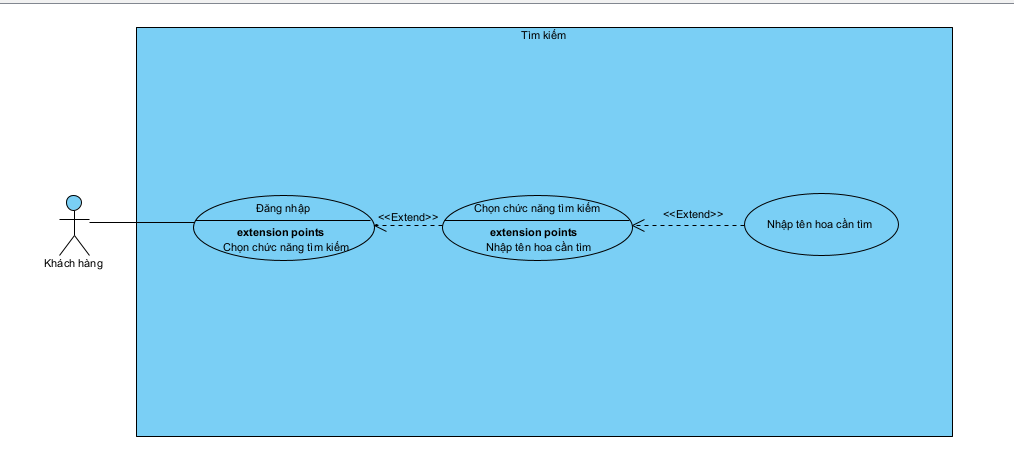 Tìm kiếm
Khách hàng
Đăng nhập
extension points
Chọn chức năng tìm kiếm
<<Extend>>
Chọn chức năng tìm kiếm
extension points
Nhập tên hoa cần tìm
<<Extend>>
Nhập tên hoa cần tìm